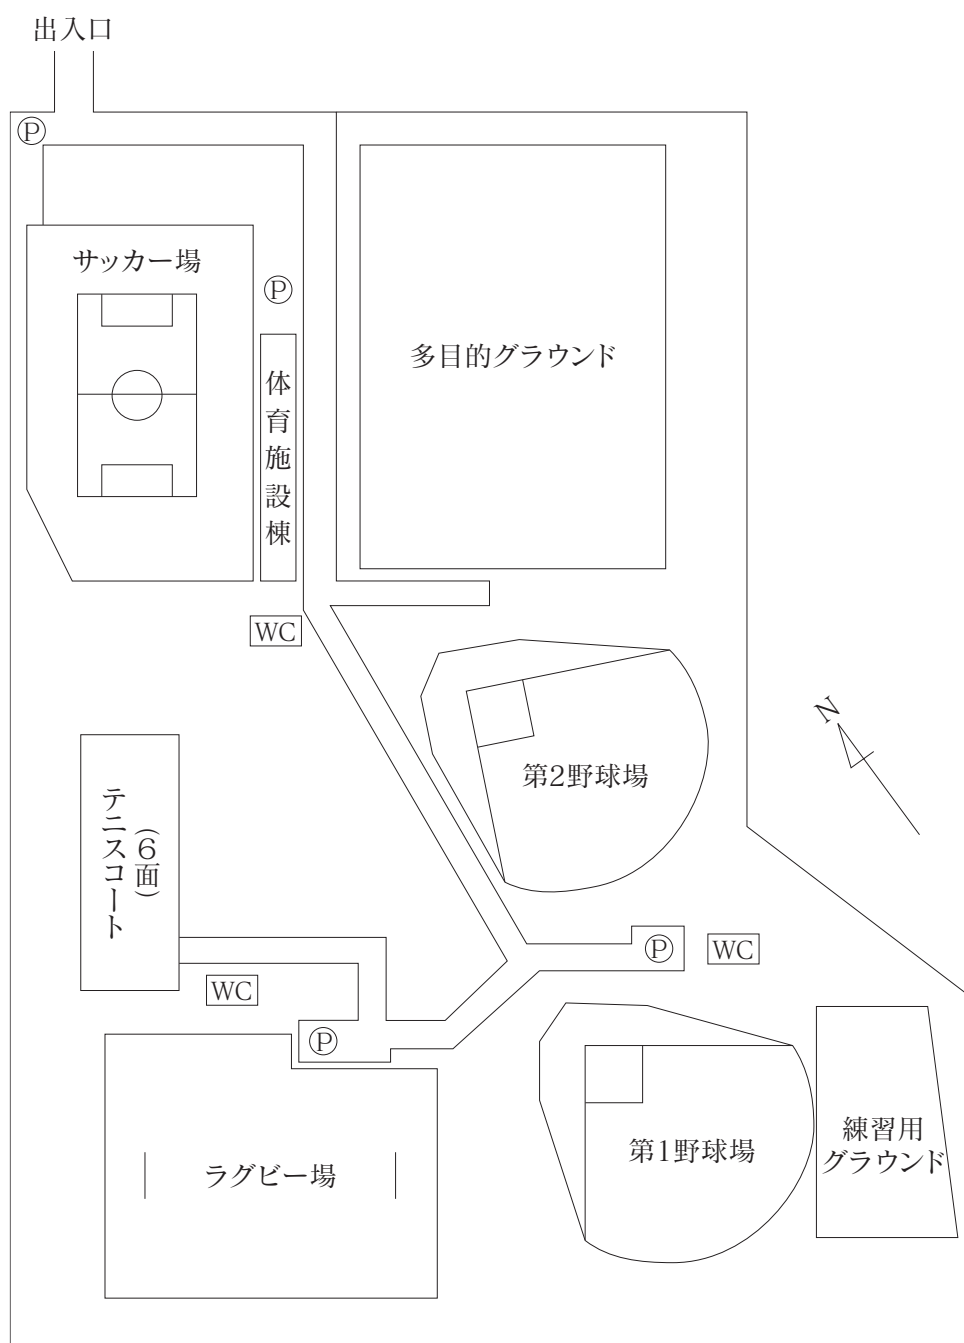 出入口
Ⓟ
サッカー場
Ⓟ
多目的グラウンド
体育施設棟
WC
N
第2野球場
テニスコート
(6面)
Ⓟ
WC
WC
Ⓟ
第1野球場
練習用
グラウンド
ラグビー場